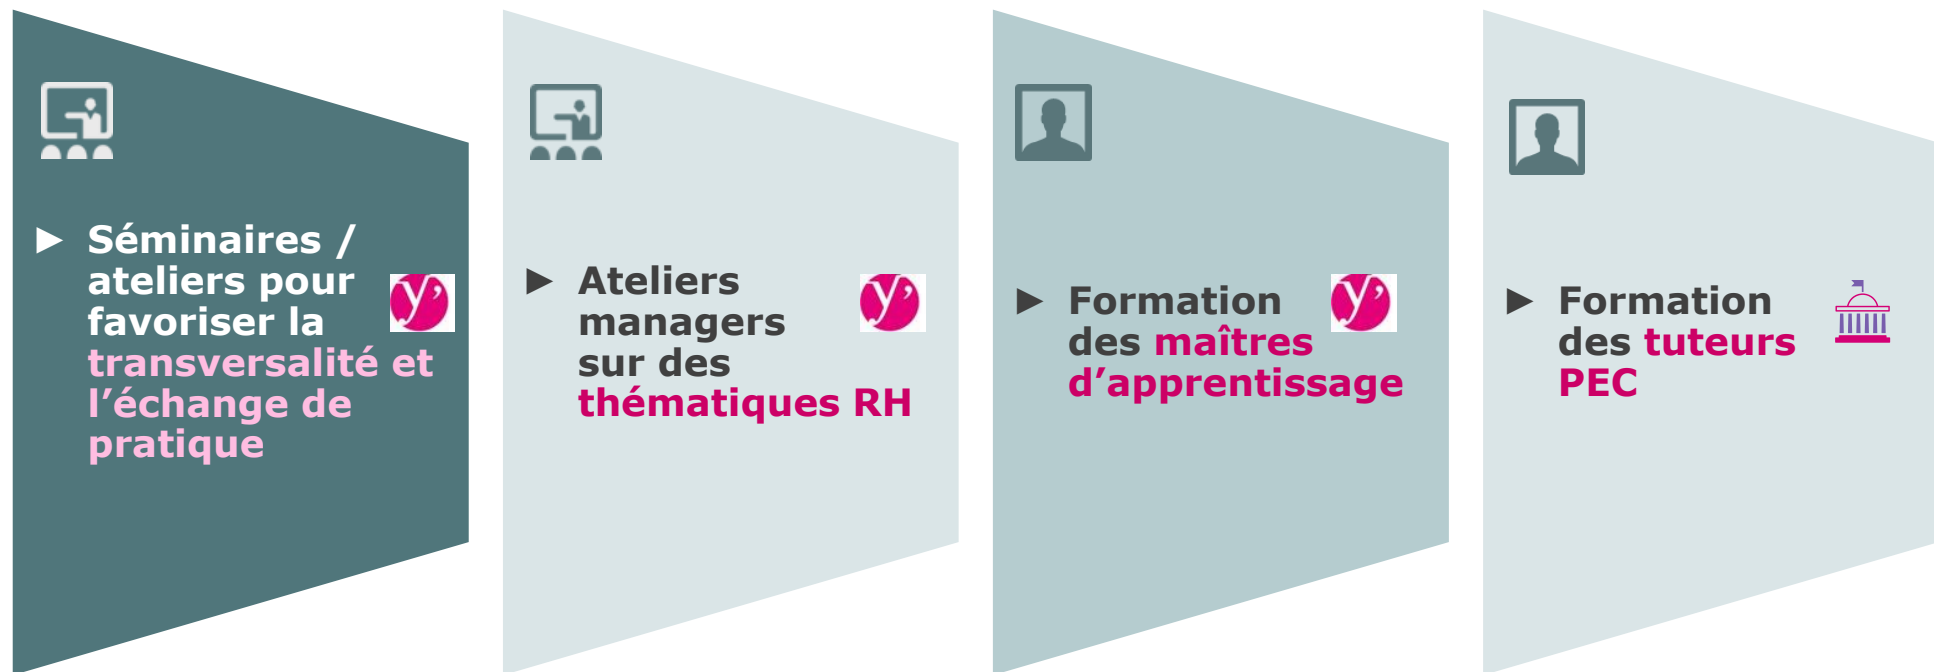 ► Séminaires /
ateliers pour
favoriser la
transversalité et
l’échange de
pratique
y’
► Ateliers
managers
sur des
thématiques RH
y’
► Formation
des maîtres
d’apprentissage
y’
► Formation
des tuteurs
PEC